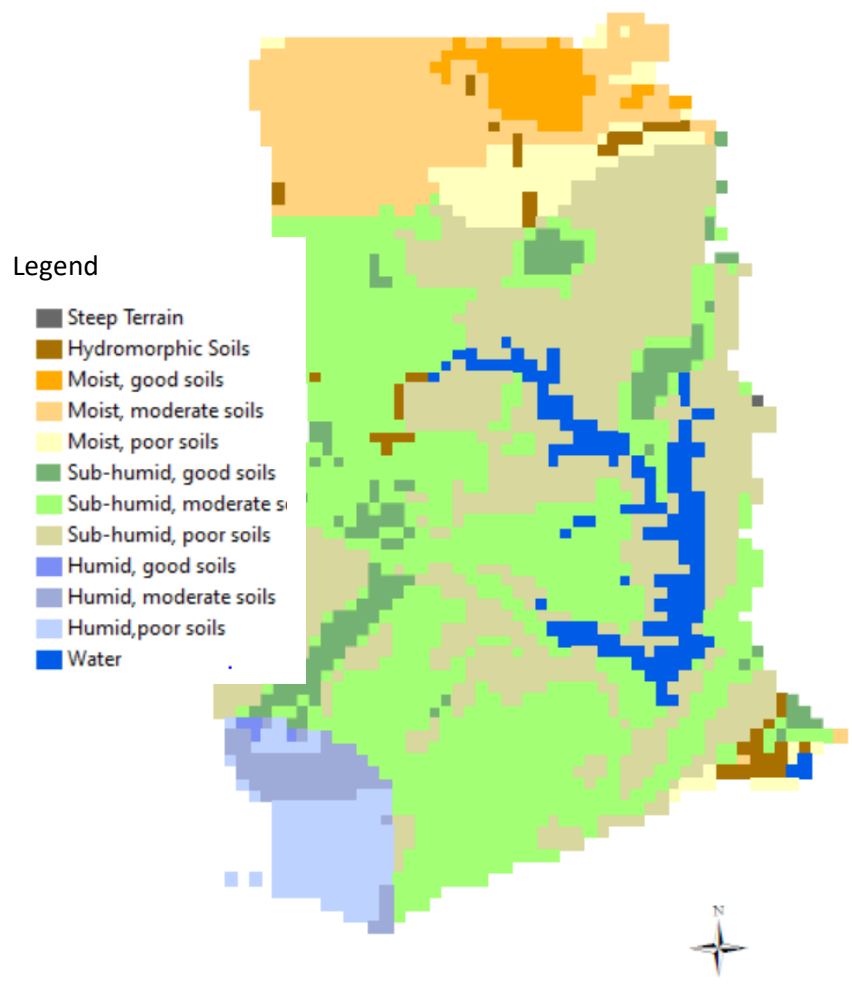 Legend
Steep Terrain
Hydromorphic Soils
Moist, good soils
Moist, moderate soils
Moist, poor soils
Sub-humid, good soils
Sub-humid, moderate s
Sub-humid, poor soils
Humid, good soils
Humid, moderate soils
Humid,poor soils
Water
N